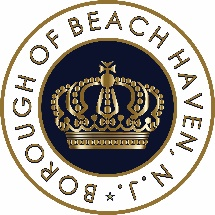 BOROUGH OF BEACH HAVEN, N.J.